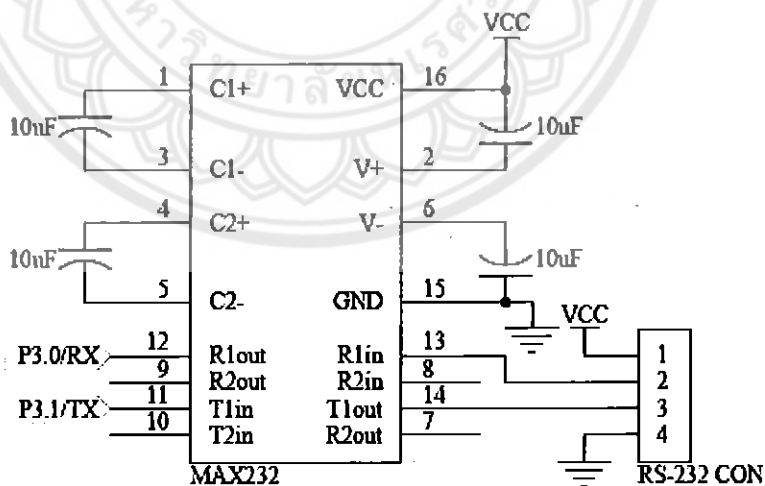 VCC
1 C1+ VCC 16
10uF 10uF
3 C1- V+ 2
4 C2+ V- 6
10uF 10uF
5 C2- GND 15
VCC
P3.0/RX 12 R1out R1in 13 1
9 R2out R2in 8 2
P3.1/TX 11 T1in T1out 14 3
10 T2in R2out 7 4
MAX232 RS-232 CON